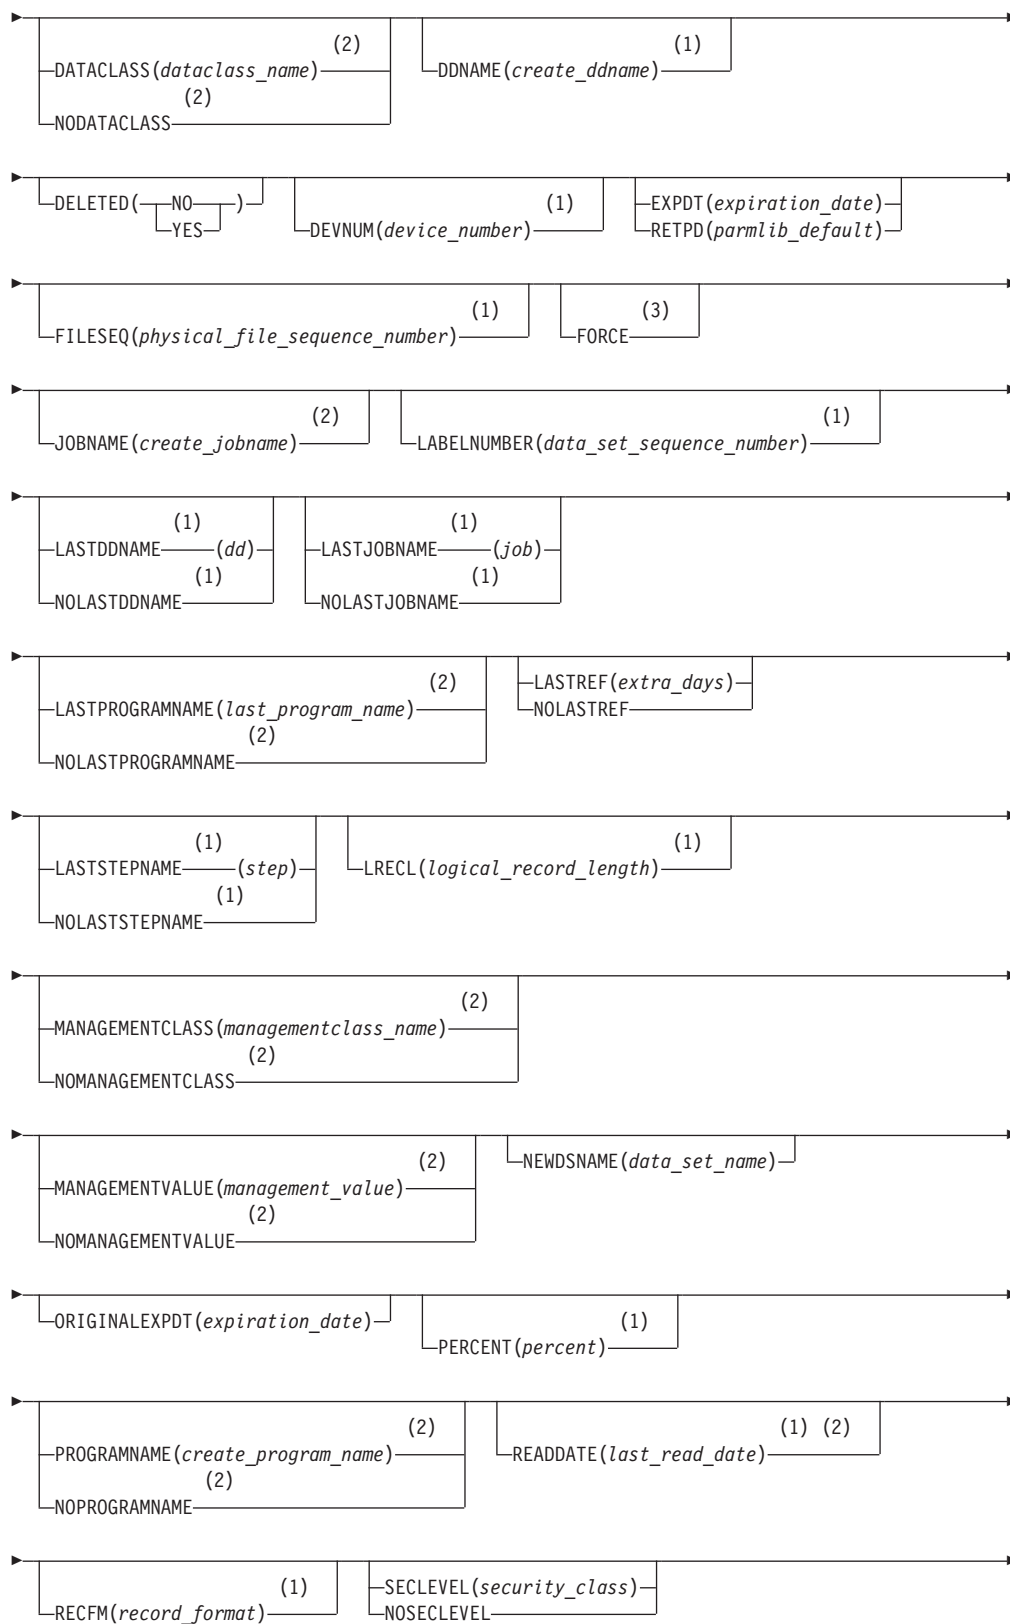 (2) (1)
DATACLASS(dataclass_name) DDNAME(create_ddname)
(2)
NODATACLASS
DELETED( NO ) (1) EXPDT(expiration_date)
YES DEVNUM(device_number) RETPD(parmlib_default)
(1) (3)
FILESEQ(physical_file_sequence_number) FORCE
(2) (1)
JOBNAME(create_jobname) LABELNUMBER(data_set_sequence_number)
(1) (1)
LASTDDNAME (dd) LASTJOBNAME (job)
(1) (1)
NOLASTDDNAME NOLASTJOBNAME
(2) LASTREF(extra_days)
LASTPROGRAMNAME(last_program_name) NOLASTREF
(2)
NOLASTPROGRAMNAME
(1) (1)
LASTSTEPNAME (step) LRECL(logical_record_length)
(1)
NOLASTSTEPNAME
(2)
MANAGEMENTCLASS(managementclass_name)
(2)
NOMANAGEMENTCLASS
(2) NEWDSNAME(data_set_name)
MANAGEMENTVALUE(management_value)
(2)
NOMANAGEMENTVALUE
ORIGINALEXPDT(expiration_date) (1)
PERCENT(percent)
(2) (1) (2)
PROGRAMNAME(create_program_name) READDATE(last_read_date)
(2)
NOPROGRAMNAME
(1) SECLEVEL(security_class)
RECFM(record_format) NOSECLEVEL